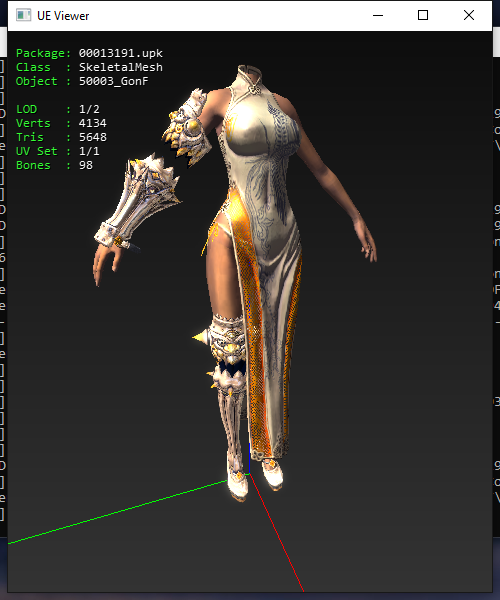 UE Viewer
Package: 00013191.upk
Class  : SkeletalMesh
Object : 50003_GonF
LOD    : 1/2
Verts  : 4134
Tris   : 5648
UV Set : 1/1
Bones  : 98